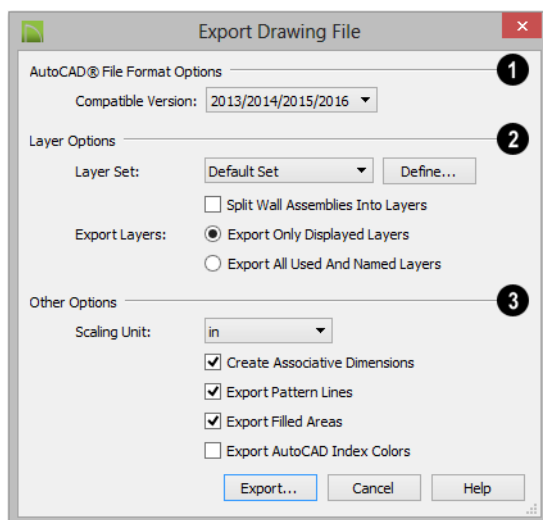 Export Drawing File
AutoCAD® File Format Options
1
Compatible Version: 2013/2014/2015/2016
Layer Options
2
Layer Set: Default Set Define...
Split Wall Assemblies Into Layers
Export Layers: Export Only Displayed Layers
Export All Used And Named Layers
Other Options
3
Scaling Unit: in
Create Associative Dimensions
Export Pattern Lines
Export Filled Areas
Export AutoCAD Index Colors
Export... Cancel Help